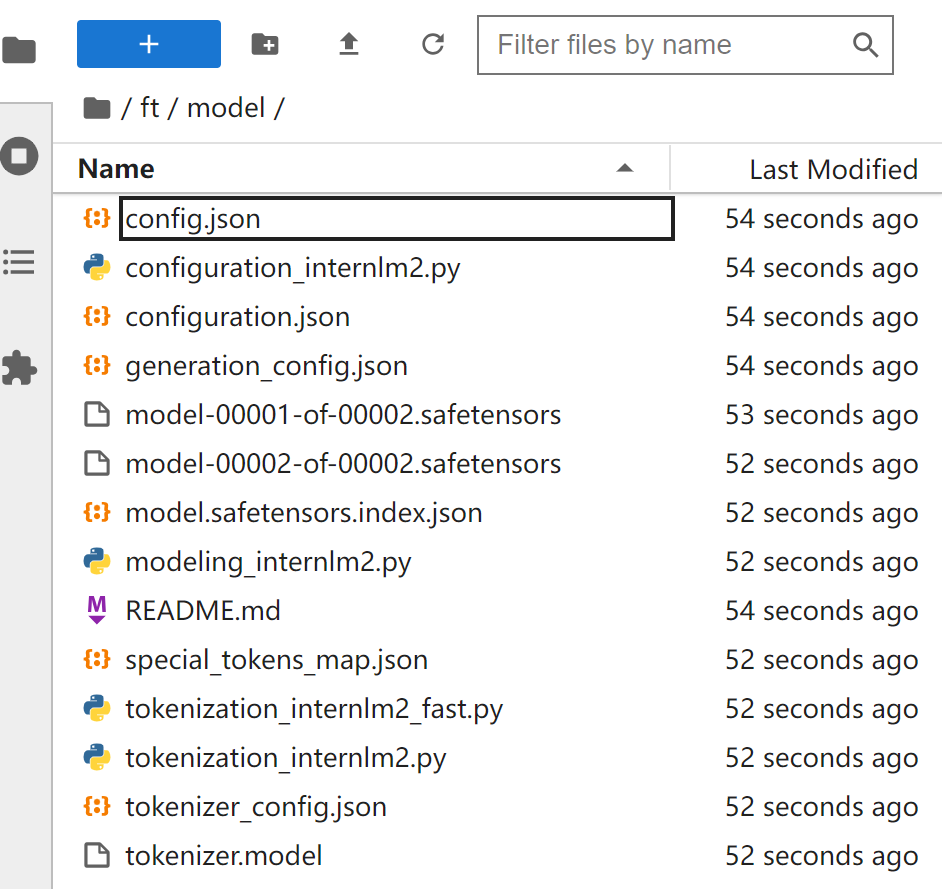 + Filter files by name
/ ft / model /
Name Last Modified
config.json 54 seconds ago
configuration_internlm2.py 54 seconds ago
configuration.json 54 seconds ago
generation_config.json 54 seconds ago
model-00001-of-00002.safetensors 53 seconds ago
model-00002-of-00002.safetensors 52 seconds ago
model.safetensors.index.json 52 seconds ago
modeling_internlm2.py 52 seconds ago
README.md 54 seconds ago
special_tokens_map.json 52 seconds ago
tokenization_internlm2_fast.py 52 seconds ago
tokenization_internlm2.py 52 seconds ago
tokenizer_config.json 52 seconds ago
tokenizer.model 52 seconds ago